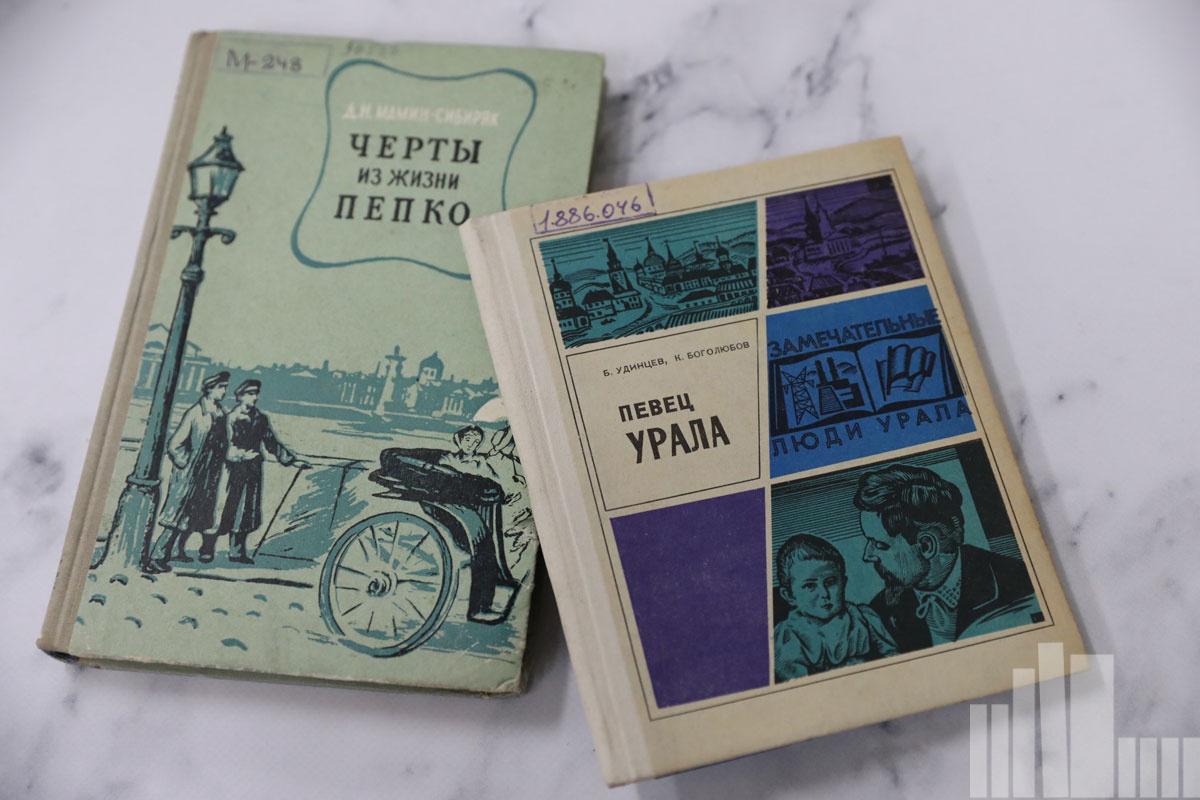 М-248
Д.Н. МАМИН-СИБИРЯК
ЧЕРТЫ
ИЗ ЖИЗНИ
ПЕПКО
1.886.046
Б. УДИНЦЕВ, К. БОГОЛЮБОВ
ПЕВЕЦ
УРАЛА
ЗАМЕЧАТЕЛЬНЫЕ
ЛЮДИ УРАЛА